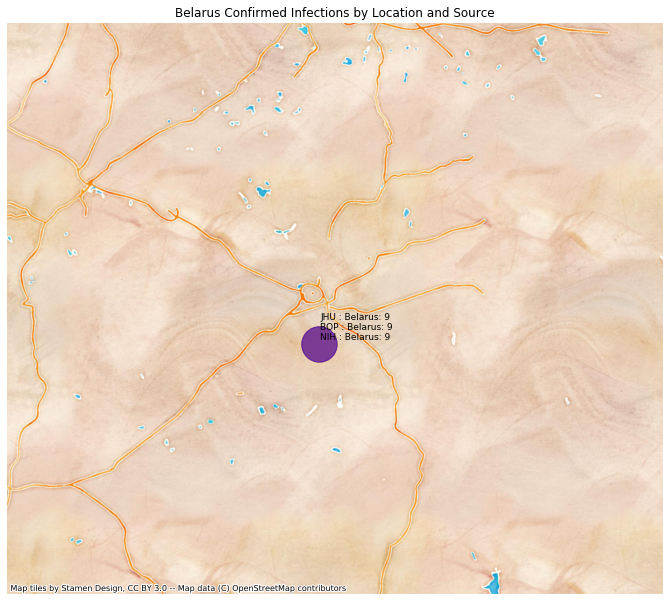 Belarus Confirmed Infections by Location and Source
JHU : Belarus: 9
BOP : Belarus: 9
NIH : Belarus: 9
Map tiles by Stamen Design, CC BY 3.0 -- Map data (C) OpenStreetMap contributors